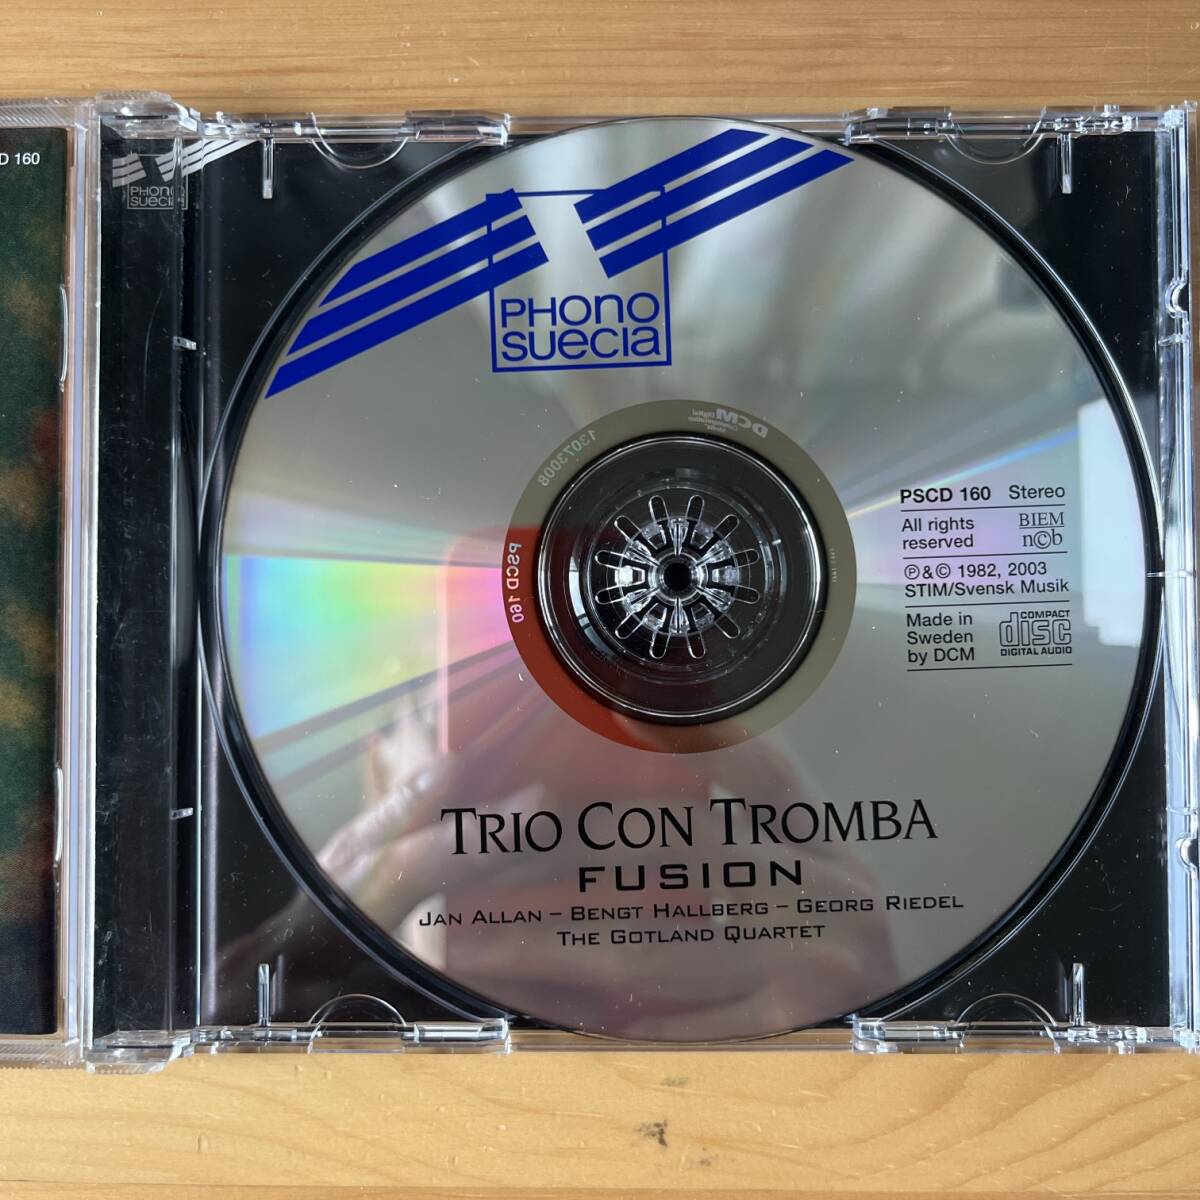 D 160
PHONO
SUECIA
PHONO
SUECIA
DCM Digital
13073008
PSCD 160
PSCD 160 Stereo
All rights
reserved
BIEM
n©b
℗&© 1982, 2003
STIM/Svensk Musik
Made in
Sweden
by DCM
COMPACT
disc
DIGITAL AUDIO
TRIO CON TROMBA
FUSION
JAN ALLAN – BENGT HALLBERG – GEORG RIEDEL
THE GOTLAND QUARTET